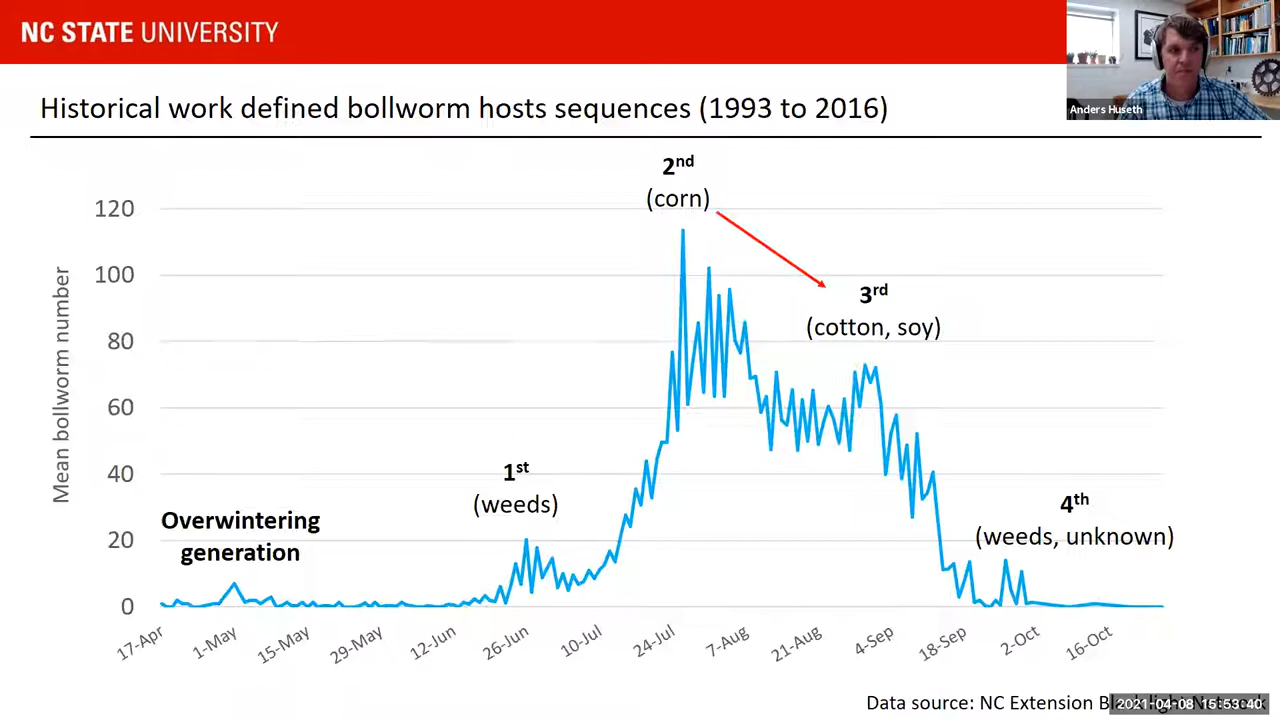 NC STATE UNIVERSITY
Anders Huseth
Historical work defined bollworm hosts sequences (1993 to 2016)
2nd
(corn)
3rd
(cotton, soy)
1st
(weeds)
4th
(weeds, unknown)
Overwintering
generation
Mean bollworm number
120
100
80
60
40
20
0
17-Apr
1-May
15-May
29-May
12-Jun
26-Jun
10-Jul
24-Jul
7-Aug
21-Aug
4-Sep
18-Sep
2-Oct
16-Oct
Data source: NC Extension
2021-04-08 15:53:40